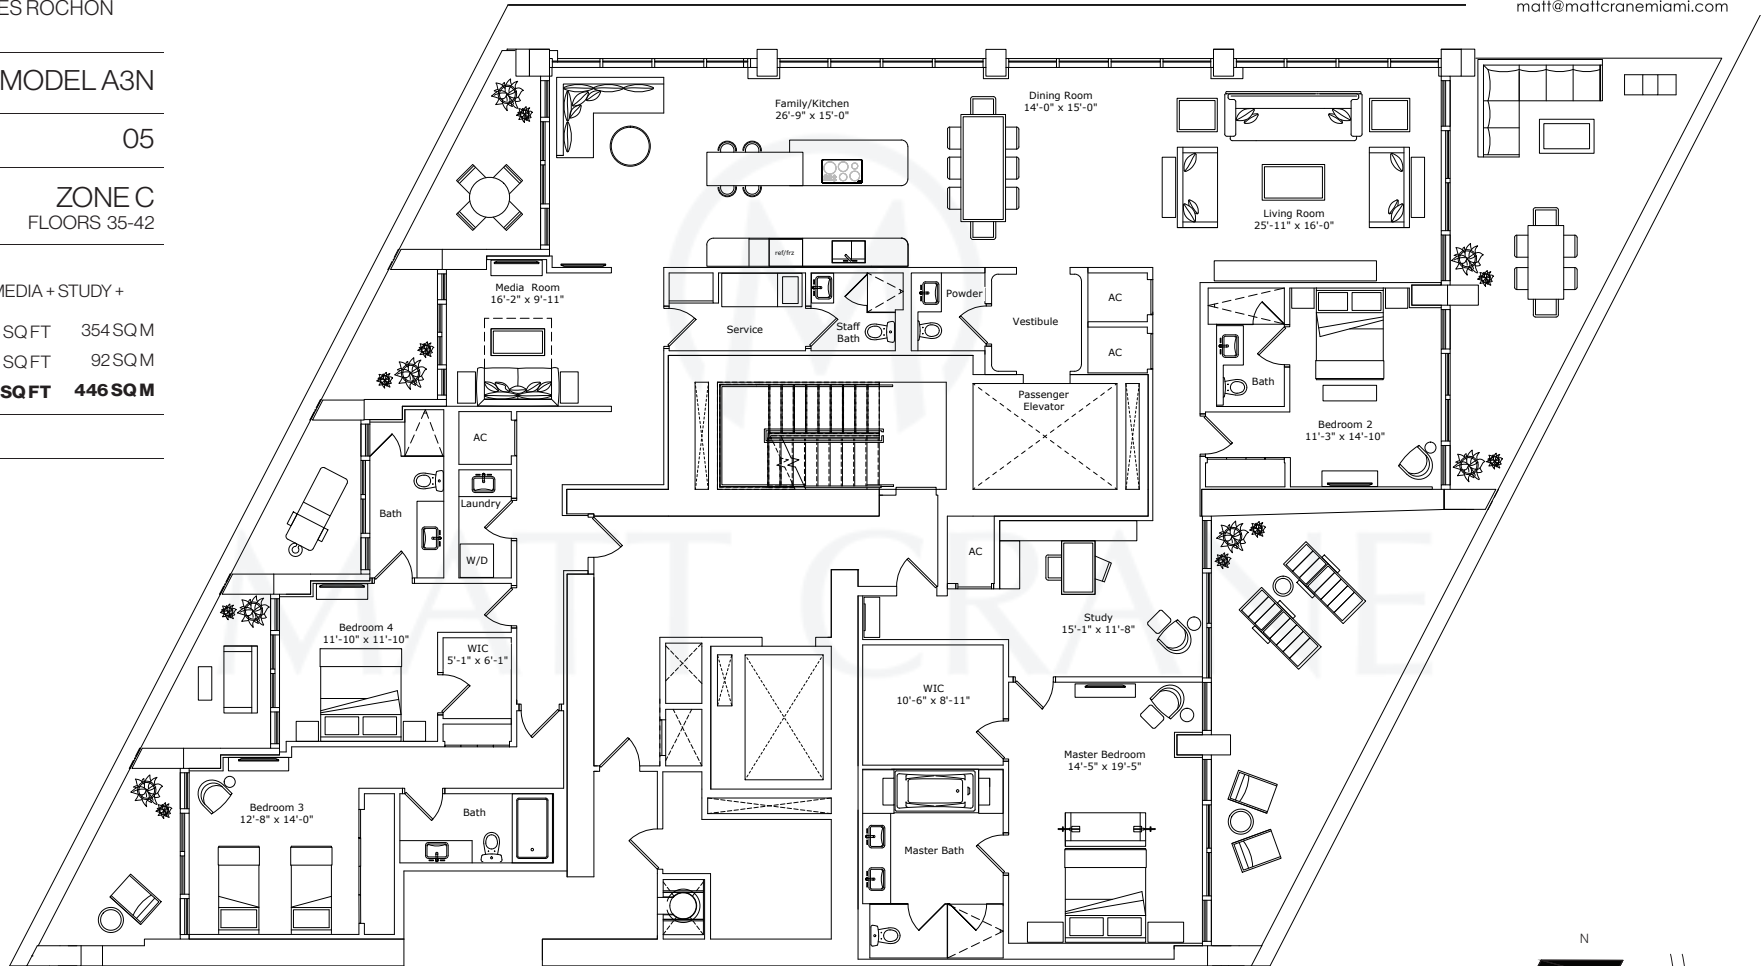 ES ROCHON
matt@mattcranemiami.com
MODEL A3N
05
ZONE C
FLOORS 35-42
MEDIA + STUDY +
SQ FT 354 SQ M
SQ FT 92 SQ M
SQ FT 446 SQ M
Family/Kitchen
26'-9" x 15'-0"
Dining Room
14'-0" x 15'-0"
Living Room
25'-11" x 16'-0"
ref/frz
Media Room
16'-2" x 9'-11"
Service
Staff
Bath
Powder
Vestibule
AC
AC
Passenger
Elevator
Bath
Bedroom 2
11'-3" x 14'-10"
AC
Bath
Laundry
W/D
AC
Study
15'-1" x 11'-8"
Bedroom 4
11'-10" x 11'-10"
WIC
5'-1" x 6'-1"
WIC
10'-6" x 8'-11"
Master Bedroom
14'-5" x 19'-5"
Bedroom 3
12'-8" x 14'-0"
Bath
Master Bath
MATT CRANE
N